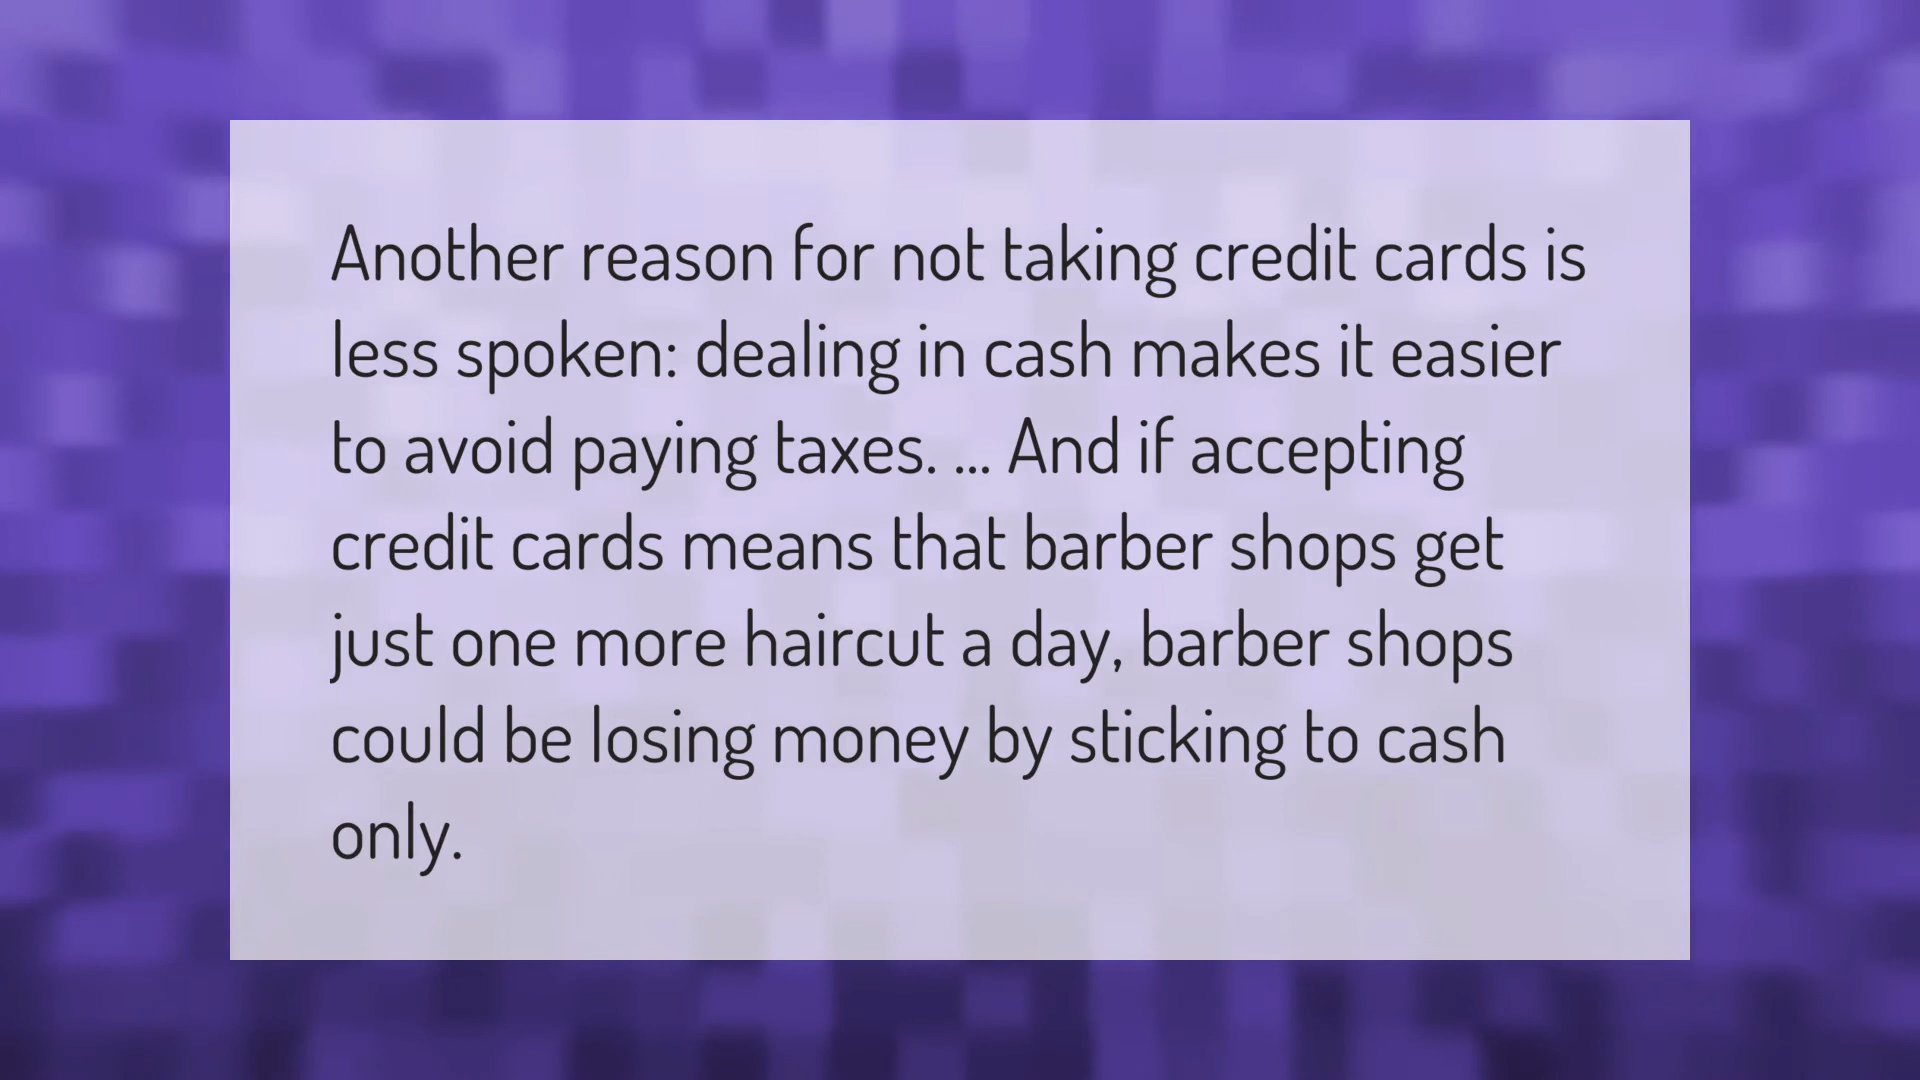 Another reason for not taking credit cards is
less spoken: dealing in cash makes it easier
to avoid paying taxes. ... And if accepting
credit cards means that barber shops get
just one more haircut a day, barber shops
could be losing money by sticking to cash
only.